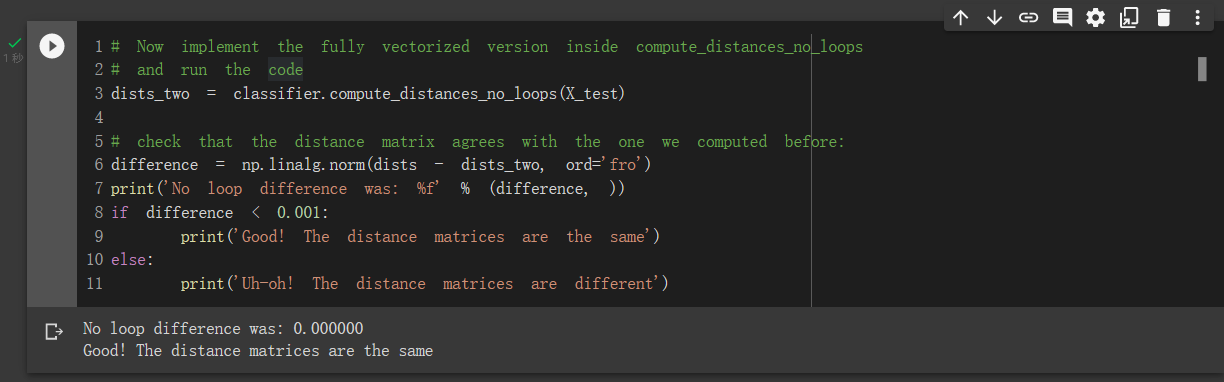 1秒
1 # Now implement the fully vectorized version inside compute_distances_no_loops
2 # and run the code
3 dists_two = classifier.compute_distances_no_loops(X_test)
4
5 # check that the distance matrix agrees with the one we computed before:
6 difference = np.linalg.norm(dists - dists_two, ord='fro')
7 print('No loop difference was: %f' % (difference, ))
8 if difference < 0.001:
9 print('Good! The distance matrices are the same')
10 else:
11 print('Uh-oh! The distance matrices are different')
No loop difference was: 0.000000
Good! The distance matrices are the same